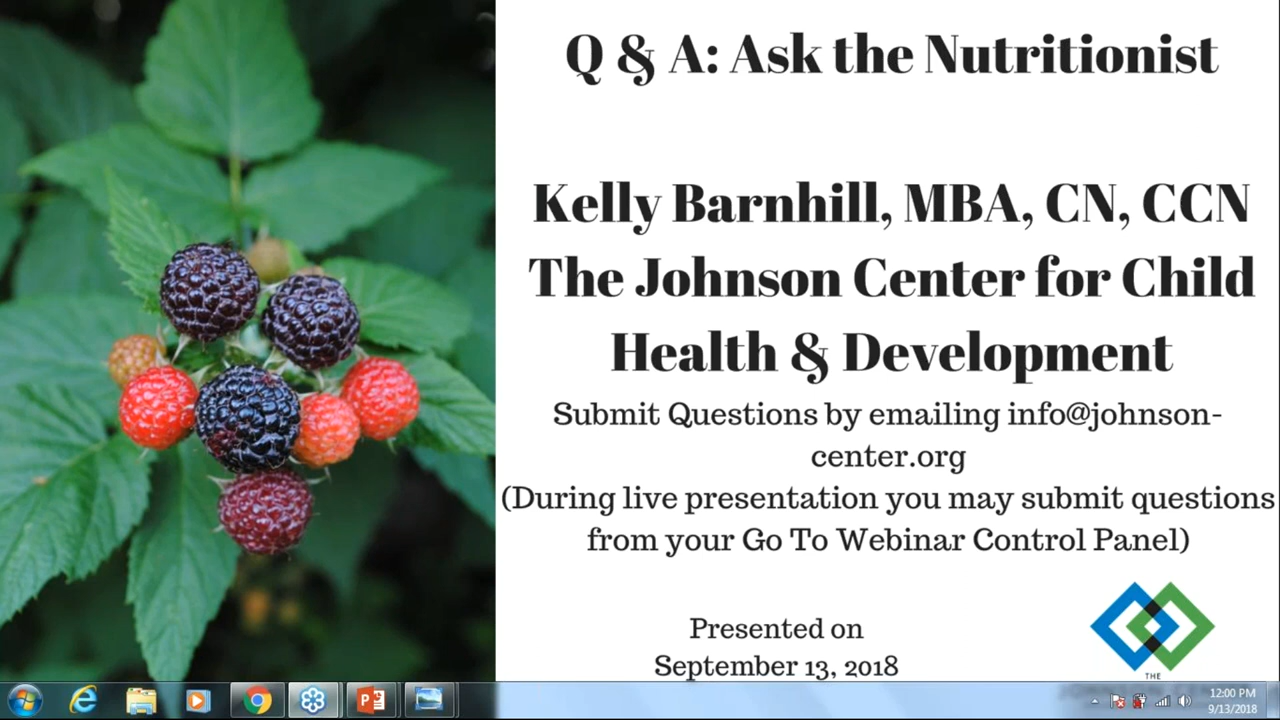 Q & A: Ask the Nutritionist
Kelly Barnhill, MBA, CN, CCN
The Johnson Center for Child
Health & Development
Submit Questions by emailing info@johnson-
center.org
(During live presentation you may submit questions
from your Go To Webinar Control Panel)
Presented on
September 13, 2018
THE
12:00 PM
9/13/2018